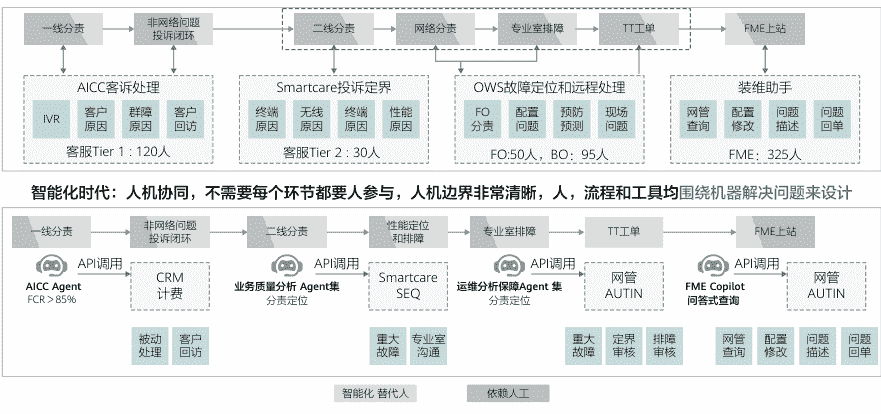 一线分责
非网络问题
投诉闭环
二线分责
网络分责
专业室排障
TT工单
FME上站
AICC客诉处理
IVR
客户
原因
群障
原因
客户
回访
客服Tier 1 : 120人
Smartcare投诉定界
终端
原因
无线
原因
终端
原因
性能
原因
客服Tier 2 : 30人
OWS故障定位和远程处理
FO
分责
配置
问题
预防
预测
现场
问题
FO:50人，BO：95人
装维助手
网管
查询
配置
修改
问题
描述
问题
回单
FME：325人
智能化时代：人机协同，不需要每个环节都要人参与，人机边界非常清晰，人，流程和工具均围绕机器解决问题来设计
一线分责
非网络问题
投诉闭环
二线分责
性能定位
和排障
专业室排障
TT工单
FME上站
AICC Agent
FCR＞85%
API调用
CRM
计费
业务质量分析 Agent集
分责定位
API调用
Smartcare
SEQ
运维分析保障Agent 集
分责定位
API调用
网管
AUTIN
FME Copilot
问答式查询
API调用
网管
AUTIN
被动
处理
客户
回访
重大
故障
专业室
沟通
重大
故障
定界
审核
排障
审核
网管
查询
配置
修改
问题
描述
问题
回单
智能化 替代人
依赖人工